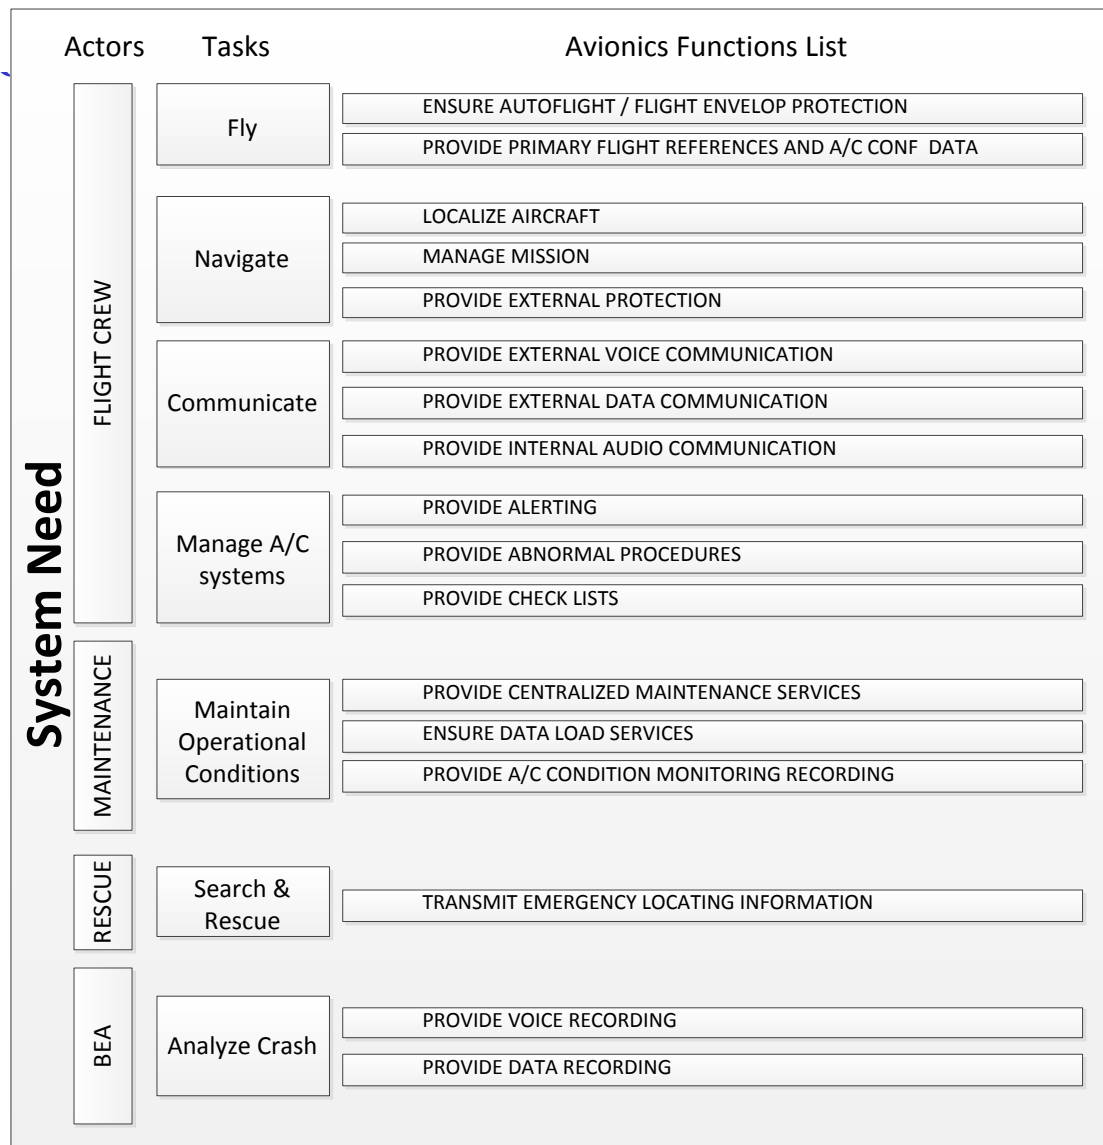 Actors Tasks Avionics Functions List
System Need
FLIGHT CREW
Fly
ENSURE AUTOFLIGHT / FLIGHT ENVELOP PROTECTION
PROVIDE PRIMARY FLIGHT REFERENCES AND A/C CONF DATA
Navigate
LOCALIZE AIRCRAFT
MANAGE MISSION
PROVIDE EXTERNAL PROTECTION
Communicate
PROVIDE EXTERNAL VOICE COMMUNICATION
PROVIDE EXTERNAL DATA COMMUNICATION
PROVIDE INTERNAL AUDIO COMMUNICATION
Manage A/C
systems
PROVIDE ALERTING
PROVIDE ABNORMAL PROCEDURES
PROVIDE CHECK LISTS
MAINTENANCE
Maintain
Operational
Conditions
PROVIDE CENTRALIZED MAINTENANCE SERVICES
ENSURE DATA LOAD SERVICES
PROVIDE A/C CONDITION MONITORING RECORDING
RESCUE
Search &
Rescue
TRANSMIT EMERGENCY LOCATING INFORMATION
BEA
Analyze Crash
PROVIDE VOICE RECORDING
PROVIDE DATA RECORDING